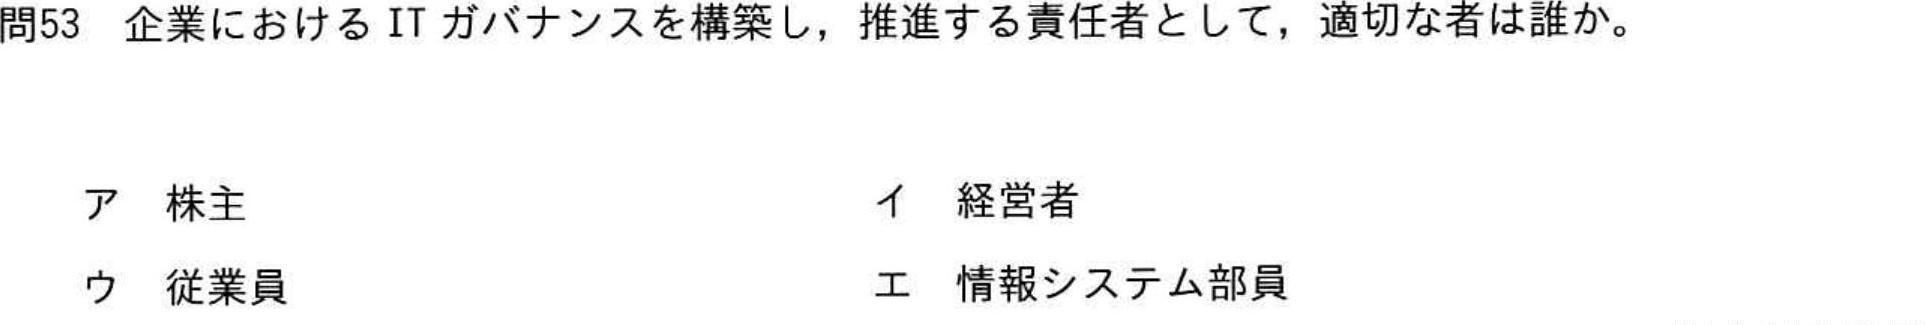 問53 企業における IT ガバナンスを構築し，推進する責任者として，適切な者は誰か。
ア 株主 イ 経営者
ウ 従業員 エ 情報システム部員